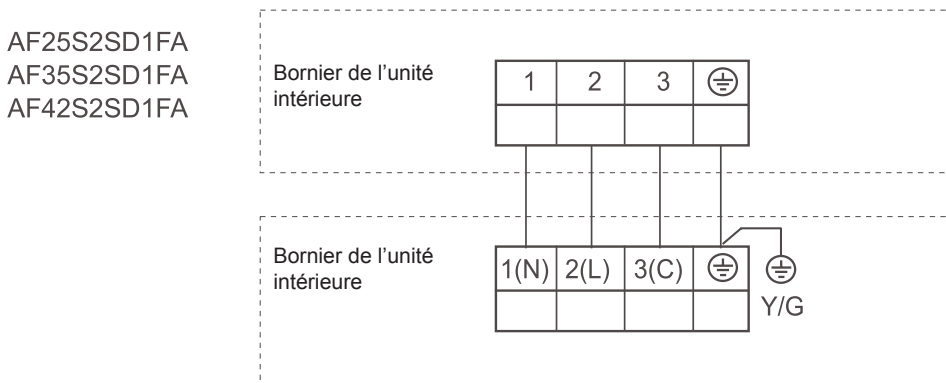 AF25S2SD1FA
AF35S2SD1FA
AF42S2SD1FA
Bornier de l’unité
intérieure
1 2 3
Bornier de l’unité
intérieure
1(N) 2(L) 3(C)
Y/G